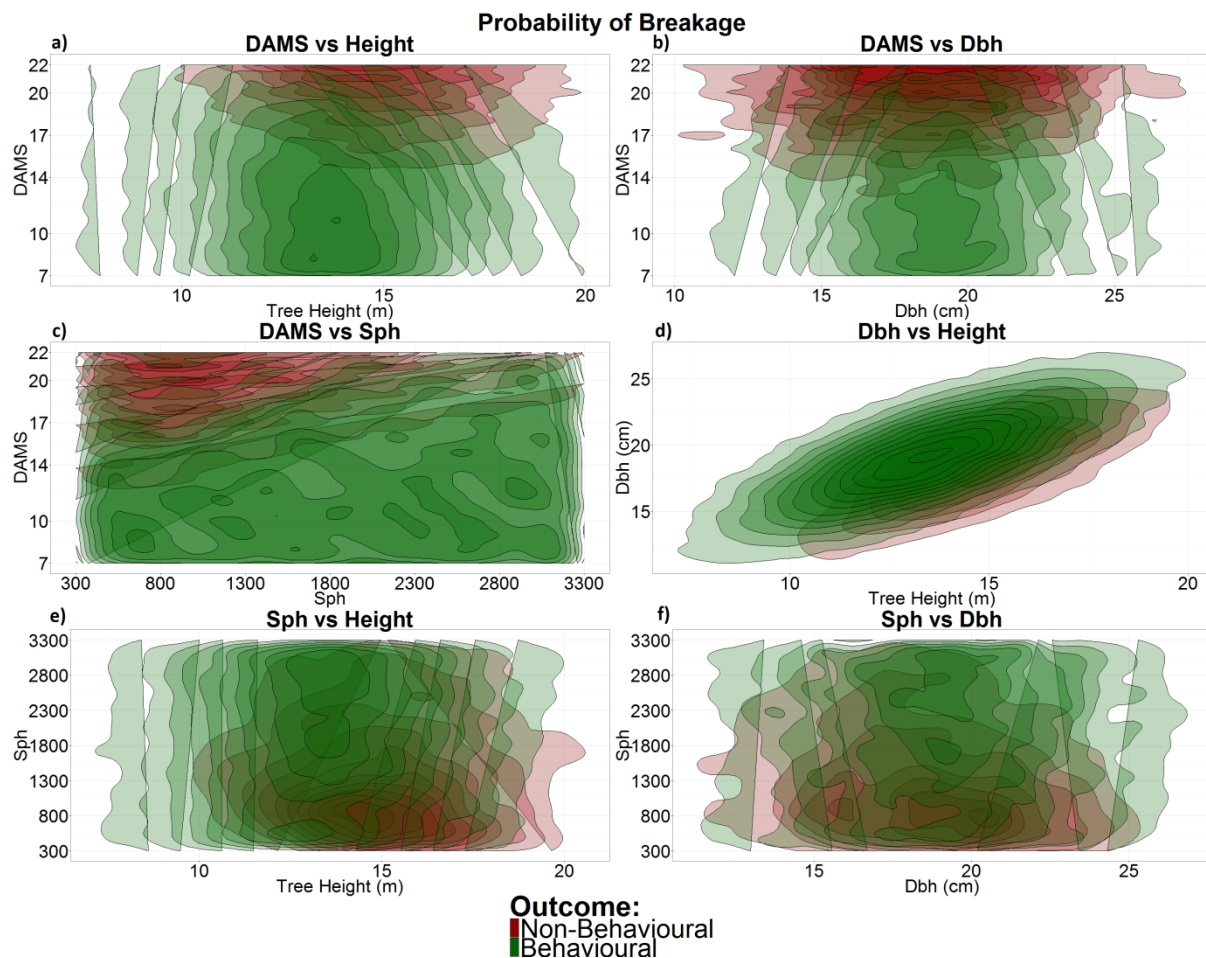 Probability of Breakage
a) DAMS vs Height
22
20
17
14
10
7
DAMS
10 15 20
Tree Height (m)
b) DAMS vs Dbh
22
20
17
14
10
7
DAMS
10 15 20 25
Dbh (cm)
c) DAMS vs Sph
22
20
17
14
10
7
DAMS
300 800 1300 1800 2300 2800 3300
Sph
d) Dbh vs Height
25
20
15
Dbh (cm)
10 15 20
Tree Height (m)
e) Sph vs Height
3300
2800
2300
1800
1300
800
300
Sph
10 15 20
Tree Height (m)
f) Sph vs Dbh
3300
2800
2300
1800
1300
800
300
Sph
15 20 25
Dbh (cm)
Outcome:
Non-Behavioural
Behavioural